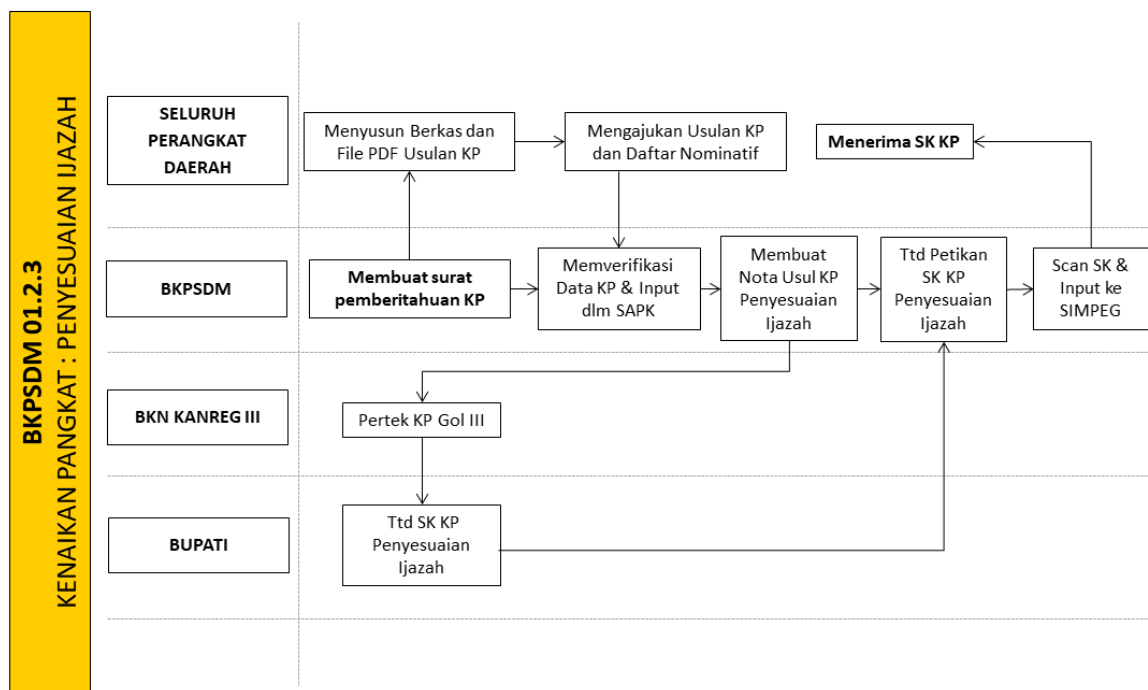 BKPSDM 01.2.3
KENAIKAN PANGKAT : PENYESUAIAN IJAZAH
SELURUH
PERANGKAT
DAERAH
Menyusun Berkas dan
File PDF Usulan KP
Mengajukan Usulan KP
dan Daftar Nominatif
Menerima SK KP
BKPSDM
Membuat surat
pemberitahuan KP
Memverifikasi
Data KP & Input
dlm SAPK
Membuat
Nota Usul KP
Penyesuaian
Ijazah
Ttd Petikan
SK KP
Penyesuaian
Ijazah
Scan SK &
Input ke
SIMPEG
BKN KANREG III
Pertek KP Gol III
BUPATI
Ttd SK KP
Penyesuaian
Ijazah